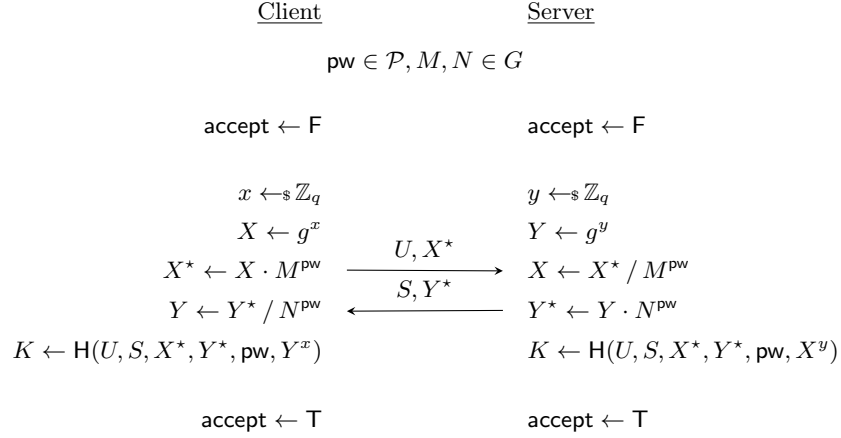 Client Server
pw ∈ 𝒫, M, N ∈ G
accept ← F accept ← F
x ←$ ℤ_q y ←$ ℤ_q
X ← g^x Y ← g^y
U, X⋆
X⋆ ← X · M^pw X ← X⋆ / M^pw
S, Y⋆
Y ← Y⋆ / N^pw Y⋆ ← Y · N^pw
K ← H(U, S, X⋆, Y⋆, pw, Y^x) K ← H(U, S, X⋆, Y⋆, pw, X^y)
accept ← T accept ← T